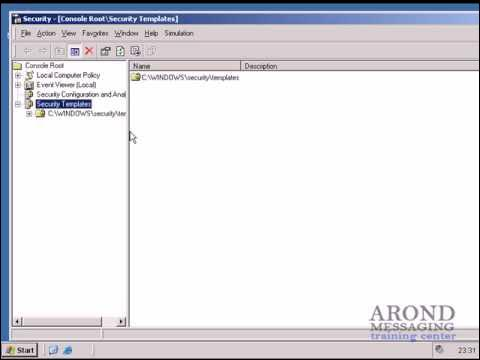 Security - [Console Root\Security Templates]
File Action View Favorites Window Help Simulation
Console Root
Local Computer Policy
Event Viewer (Local)
Security Configuration and Anal
Security Templates
C:\WINDOWS\security\tem
Name Description
C:\WINDOWS\security\templates
AROND
MESSAGING
training center
Start
23:31